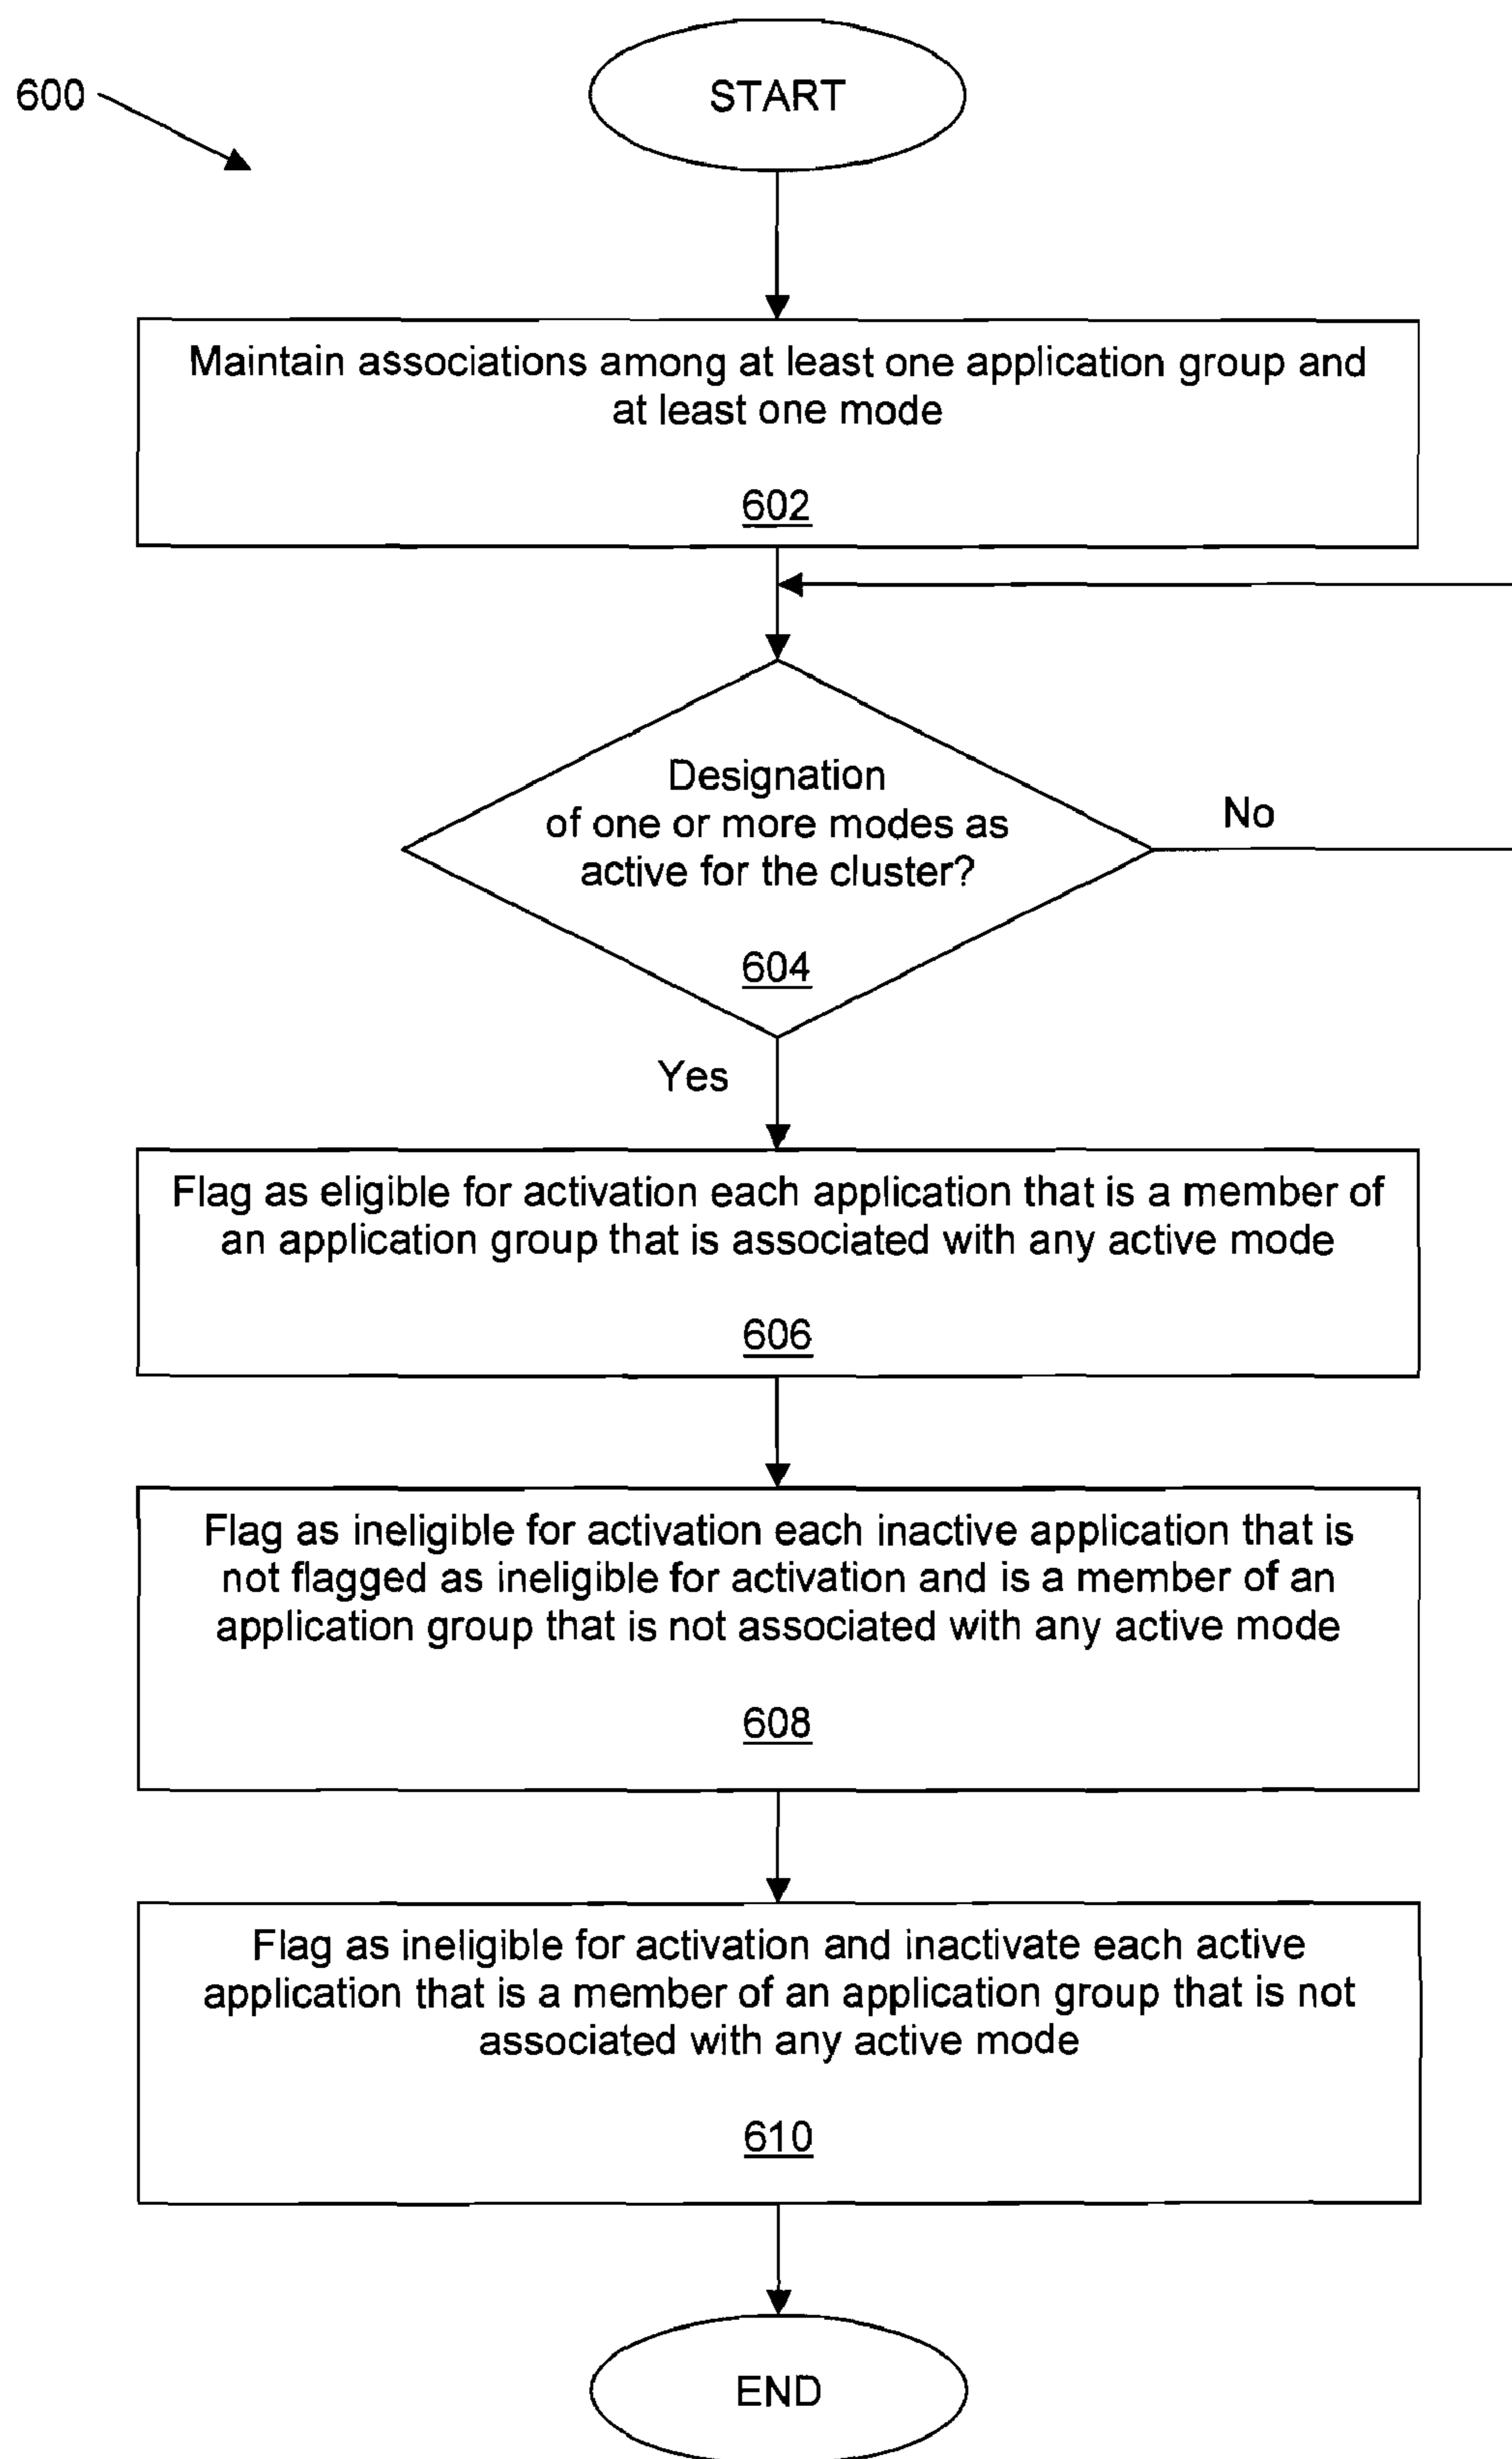 600
START
Maintain associations among at least one application group and
at least one mode
602
Designation
of one or more modes as
active for the cluster?
604
No
Yes
Flag as eligible for activation each application that is a member of
an application group that is associated with any active mode
606
Flag as ineligible for activation each inactive application that is
not flagged as ineligible for activation and is a member of an
application group that is not associated with any active mode
608
Flag as ineligible for activation and inactivate each active
application that is a member of an application group that is not
associated with any active mode
610
END